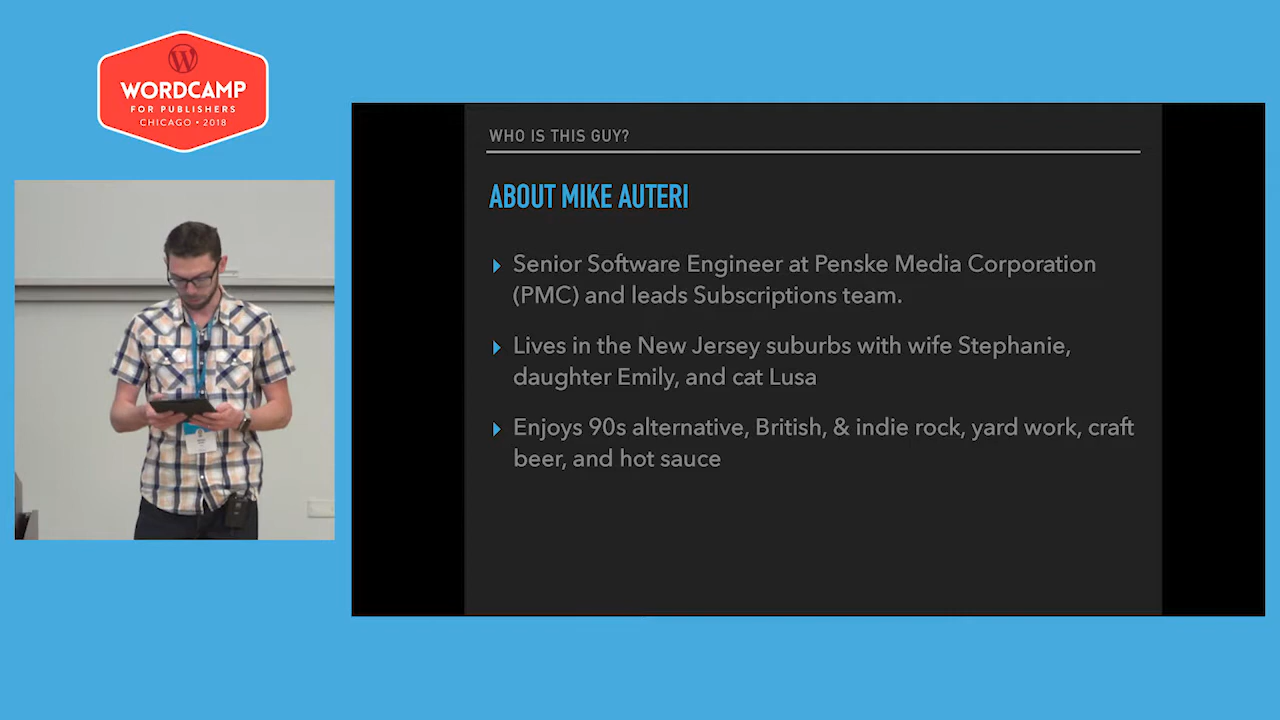 WORDCAMP
FOR PUBLISHERS
CHICAGO • 2018
WHO IS THIS GUY?
ABOUT MIKE AUTERI
Senior Software Engineer at Penske Media Corporation
(PMC) and leads Subscriptions team.
Lives in the New Jersey suburbs with wife Stephanie,
daughter Emily, and cat Lusa
Enjoys 90s alternative, British, & indie rock, yard work, craft
beer, and hot sauce